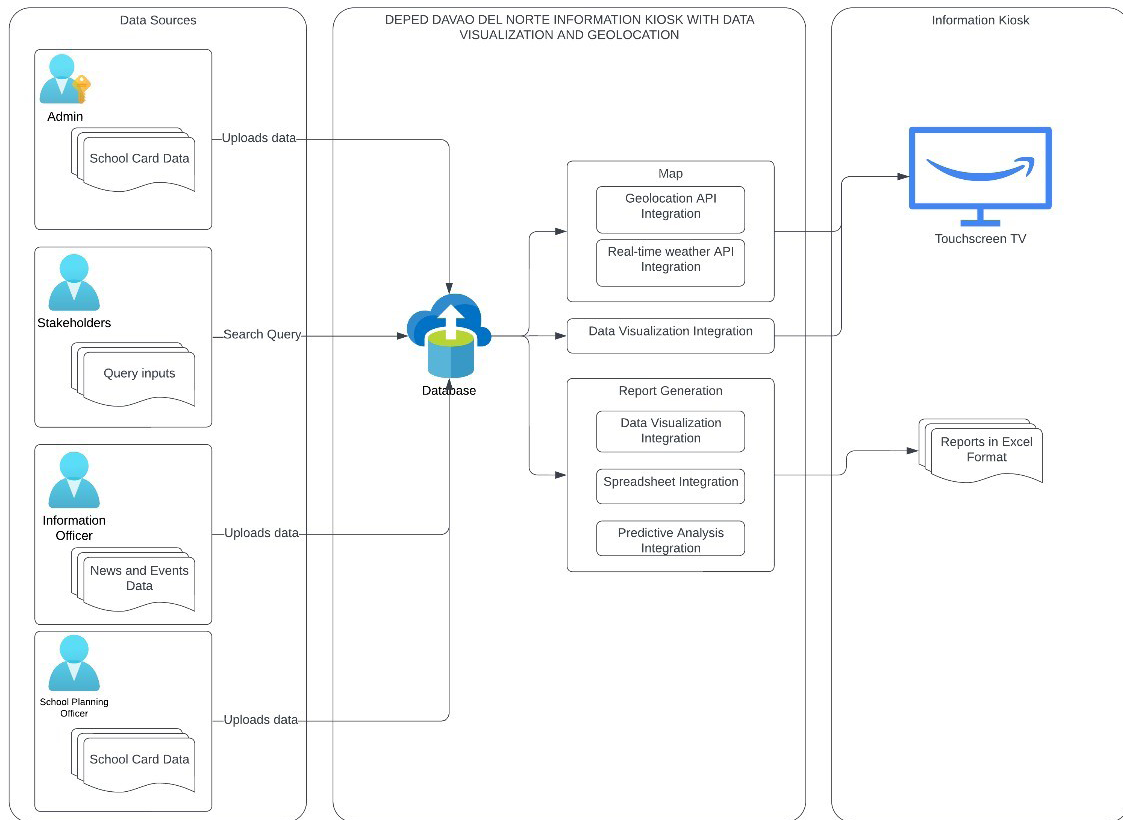 Data Sources
DEPED DAVAO DEL NORTE INFORMATION KIOSK WITH DATA
VISUALIZATION AND GEOLOCATION
Information Kiosk
Admin
School Card Data
Uploads data
Stakeholders
Query inputs
Search Query
Information
Officer
News and Events
Data
Uploads data
School Planning
Officer
School Card Data
Uploads data
Database
Map
Geolocation API
Integration
Real-time weather API
Integration
Data Visualization Integration
Report Generation
Data Visualization
Integration
Spreadsheet Integration
Predictive Analysis
Integration
Touchscreen TV
Reports in Excel
Format